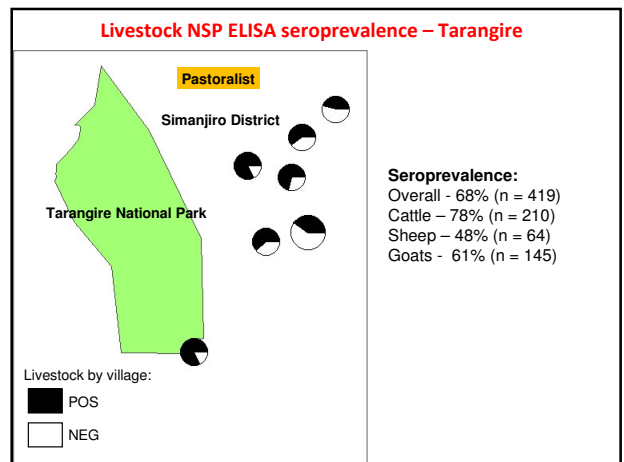 Livestock NSP ELISA seroprevalence – Tarangire
Pastoralist
Simanjiro District
Tarangire National Park
Seroprevalence:
Overall - 68% (n = 419)
Cattle – 78% (n = 210)
Sheep – 48% (n = 64)
Goats - 61% (n = 145)
Livestock by village:
POS
NEG